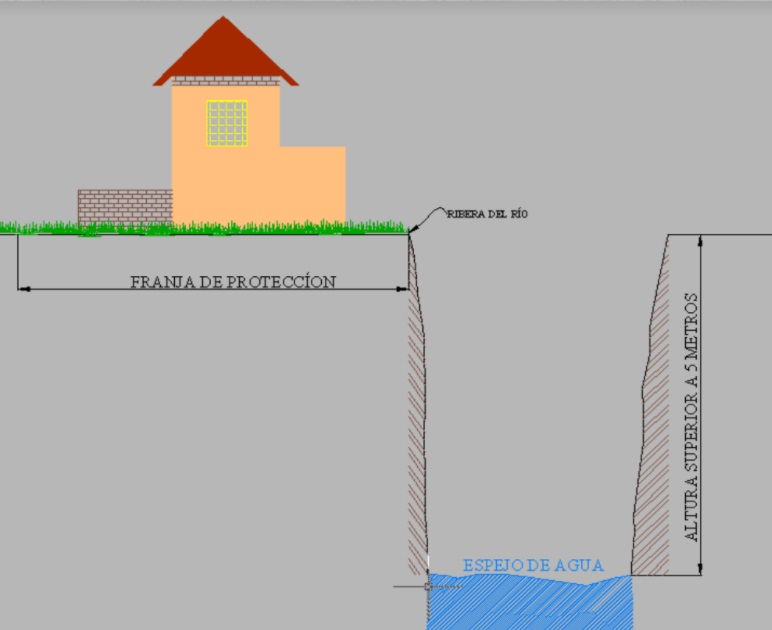 RIBERA DEL RÍO
FRANJA DE PROTECCÍON
ALTURA SUPERIOR A 5 METROS
ESPEJO DE AGUA